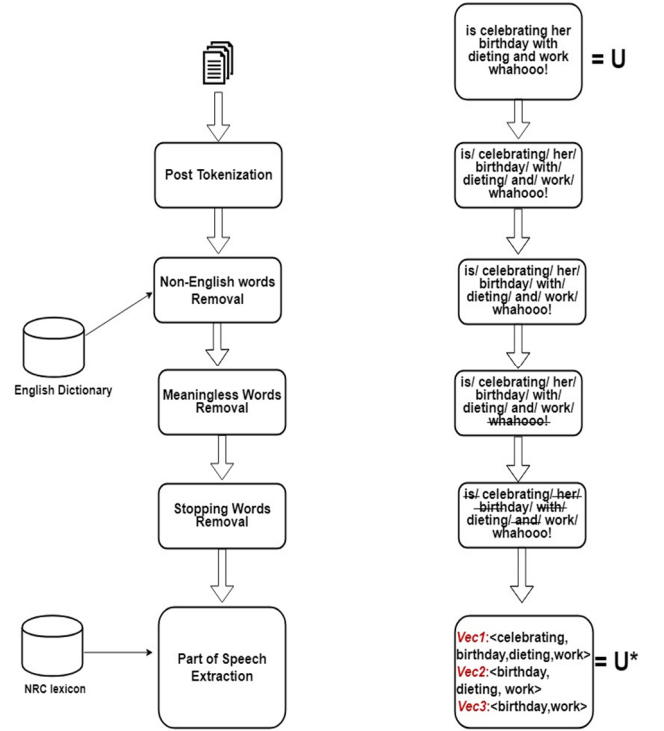 is celebrating her
birthday with
dieting and work
whahooo!
= U
Post Tokenization
is/ celebrating/ her/
birthday/ with/
dieting/ and/ work/
whahooo!
Non-English words
Removal
is/ celebrating/ her/
birthday/ with/
dieting/ and/ work/
whahooo!
English Dictionary
Meaningless Words
Removal
is/ celebrating/ her/
birthday/ with/
dieting/ and/ work/
whahooo!
Stopping Words
Removal
is/ celebrating/ her/
birthday/ with/
dieting/ and/ work/
whahooo!
NRC lexicon
Part of Speech
Extraction
Vec1:<celebrating,
birthday,dieting,work>
Vec2:<birthday,
dieting, work>
Vec3:<birthday,work>
= U*